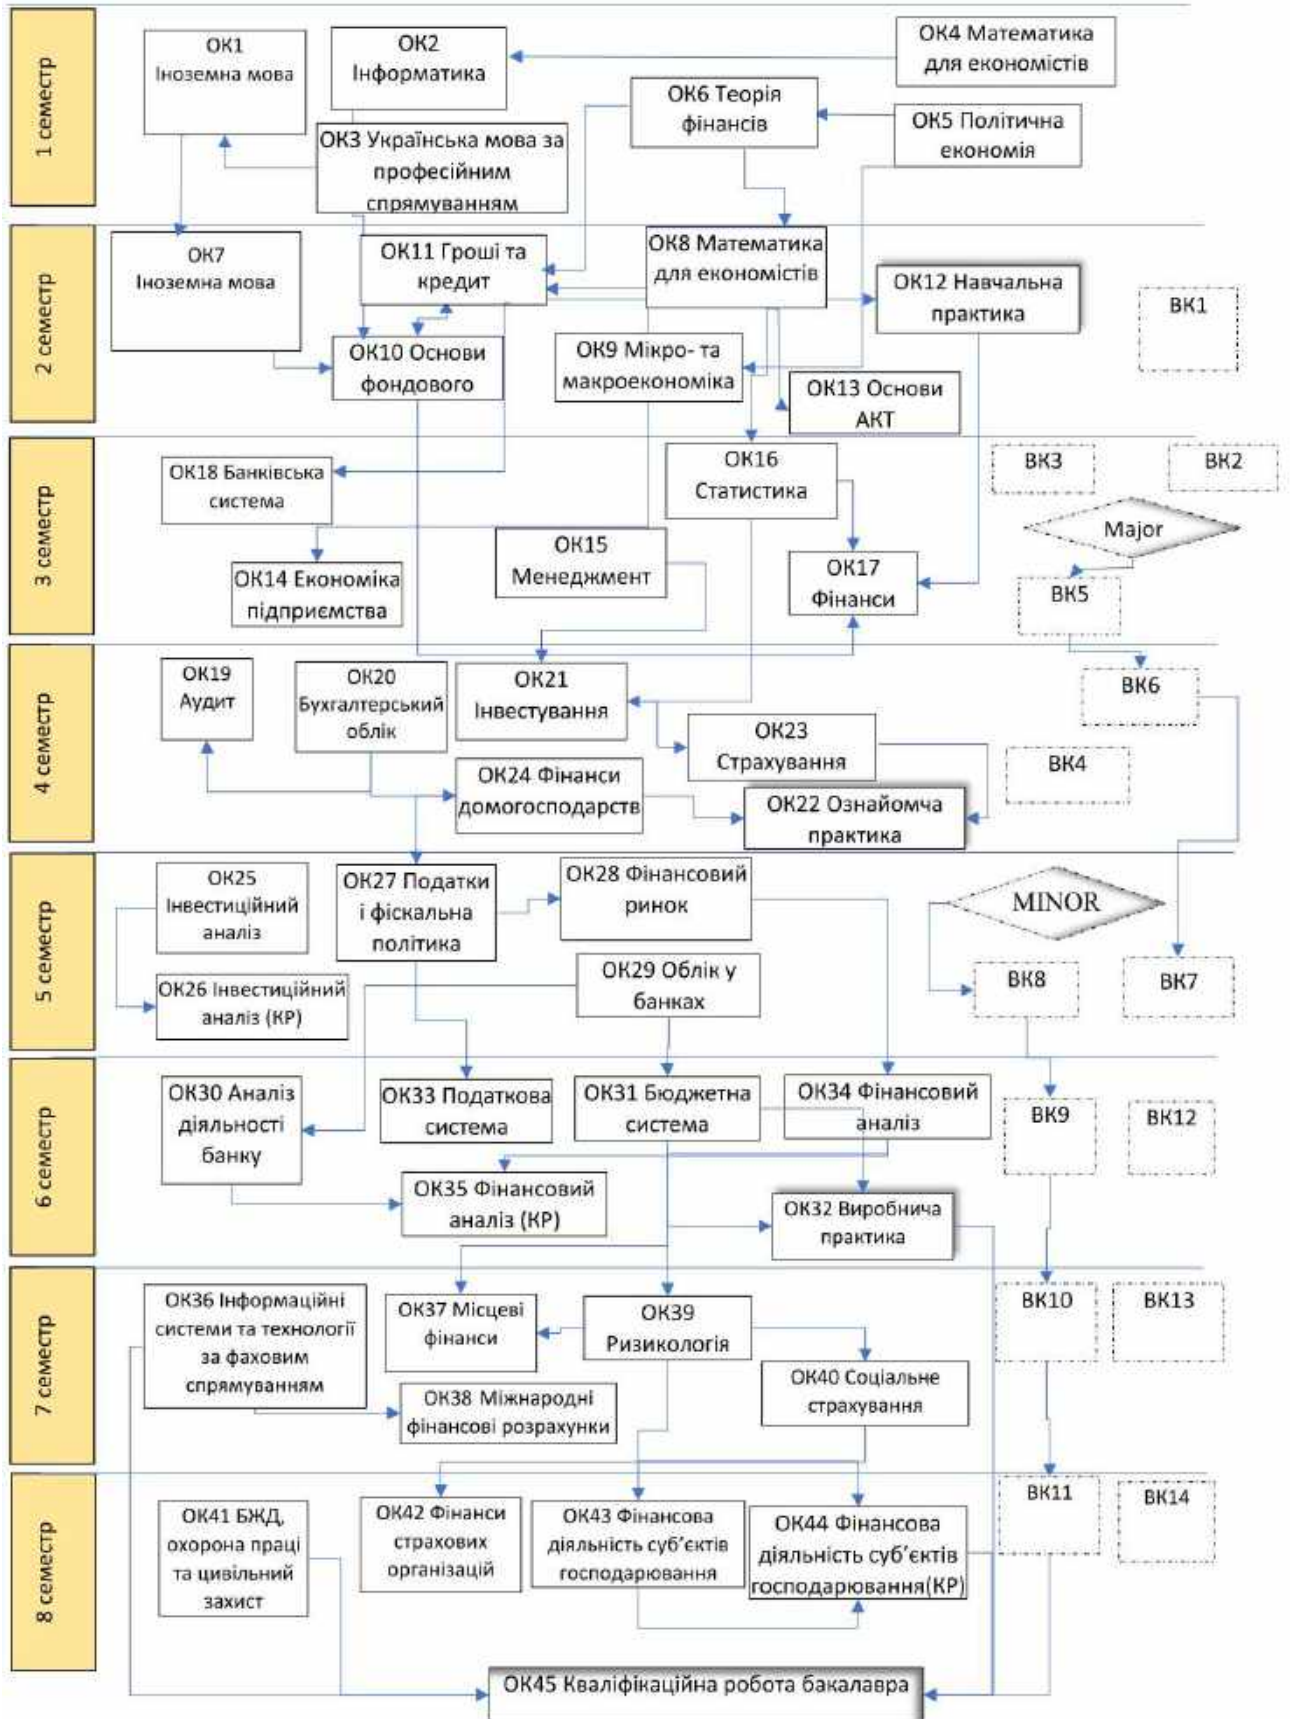 1 семестр
ОК1
Іноземна мова
ОК2
Інформатика
ОК4 Математика
для економістів
ОК6 Теорія
фінансів
ОК5 Політична
економія
ОК3 Українська мова за
професійним
спрямуванням
2 семестр
ОК7
Іноземна мова
ОК11 Гроші та
кредит
ОК8 Математика
для економістів
ОК12 Навчальна
практика
ВК1
ОК10 Основи
фондового
ОК9 Мікро- та
макроекономіка
ОК13 Основи
АКТ
3 семестр
ОК18 Банківська
система
ОК16
Статистика
ВК3
ВК2
Major
ОК15
Менеджмент
ОК14 Економіка
підприємства
ОК17
Фінанси
ВК5
4 семестр
ОК19
Аудит
ОК20
Бухгалтерський
облік
ОК21
Інвестування
ВК6
ОК23
Страхування
ВК4
ОК24 Фінанси
домогосподарств
ОК22 Ознайомча
практика
5 семестр
ОК25
Інвестиційний
аналіз
ОК27 Податки
і фіскальна
політика
ОК28 Фінансовий
ринок
MINOR
ОК26 Інвестиційний
аналіз (КР)
ОК29 Облік у
банках
ВК8
ВК7
6 семестр
ОК30 Аналіз
діяльності
банку
ОК33 Податкова
система
ОК31 Бюджетна
система
ОК34 Фінансовий
аналіз
ВК9
ВК12
ОК35 Фінансовий
аналіз (КР)
ОК32 Виробнича
практика
7 семестр
ОК36 Інформаційні
системи та технології
за фаховим
спрямуванням
ОК37 Місцеві
фінанси
ОК39
Ризикологія
ВК10
ВК13
ОК38 Міжнародні
фінансові розрахунки
ОК40 Соціальне
страхування
8 семестр
ОК41 БЖД,
охорона праці
та цивільний
захист
ОК42 Фінанси
страхових
організацій
ОК43 Фінансова
діяльність суб’єктів
господарювання
ОК44 Фінансова
діяльність суб’єктів
господарювання(КР)
ВК11
ВК14
ОК45 Кваліфікаційна робота бакалавра